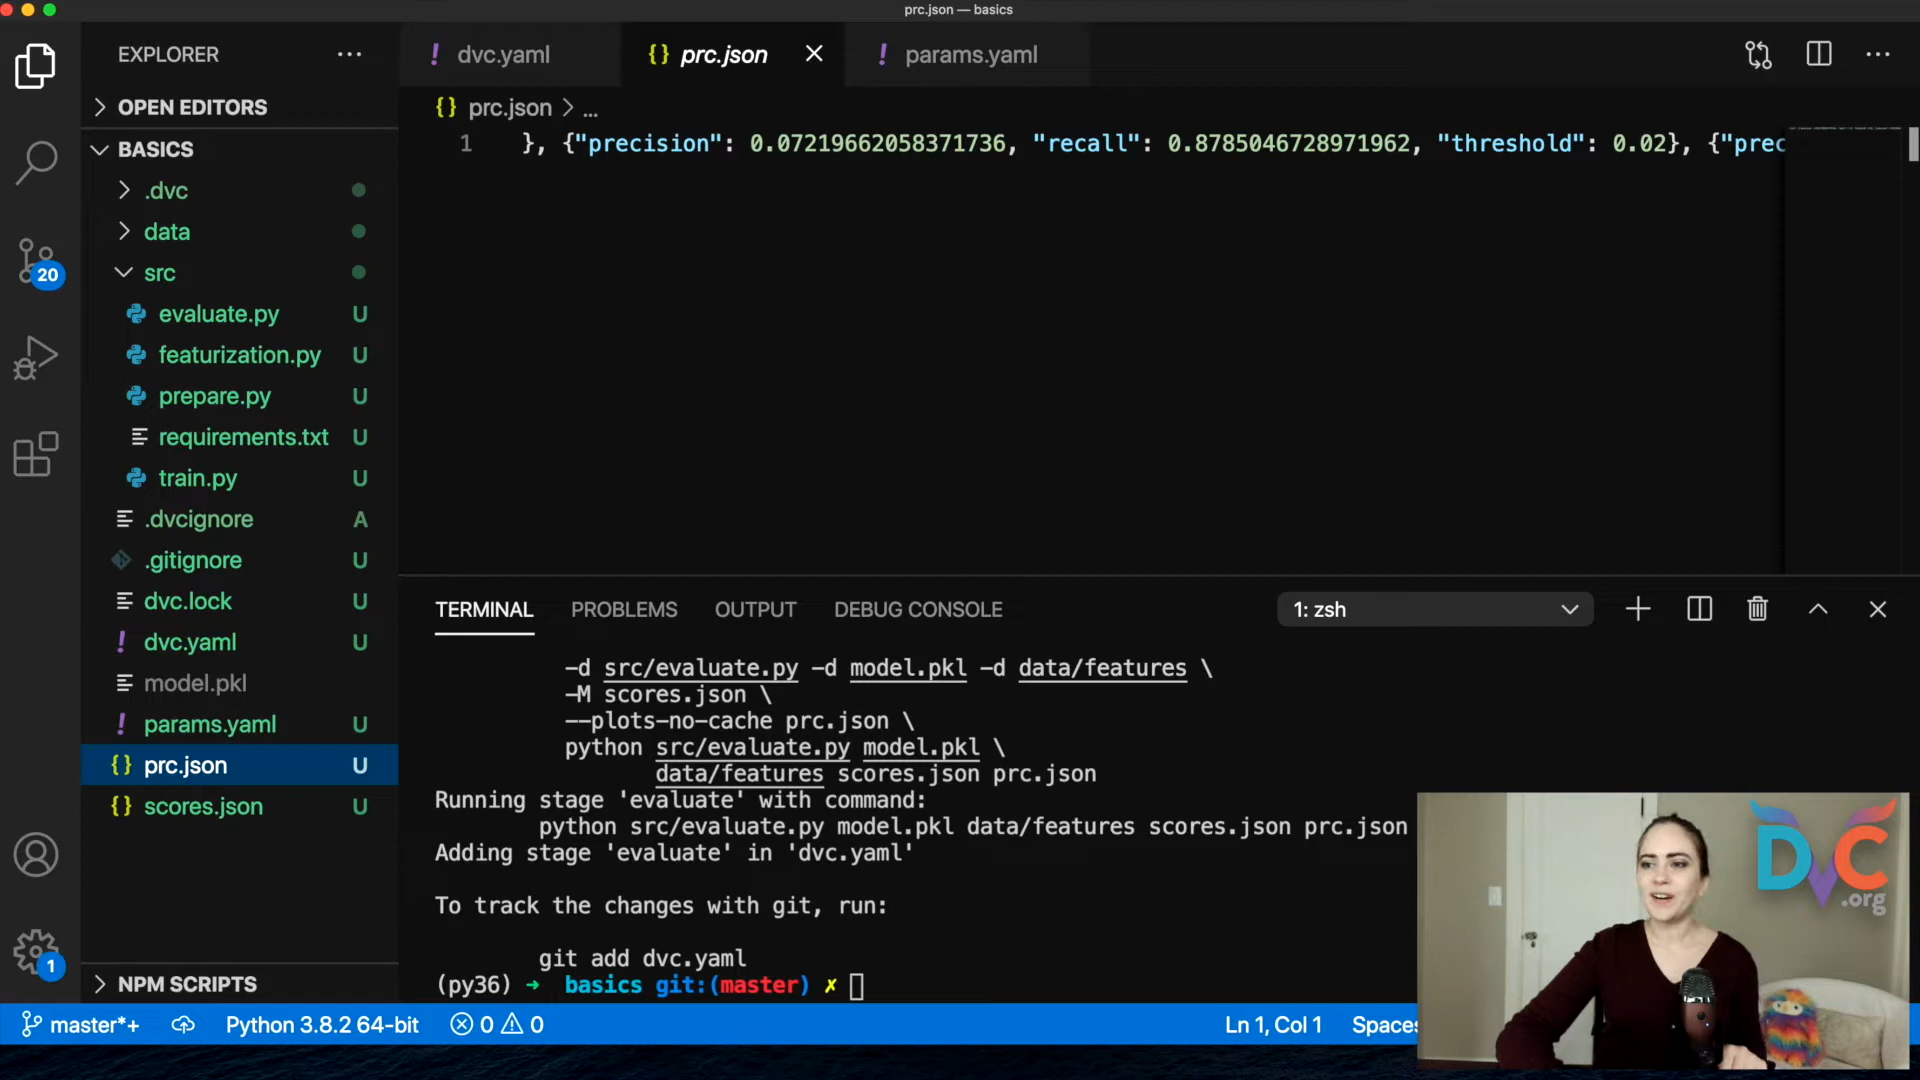 prc.json — basics
EXPLORER
OPEN EDITORS
BASICS
.dvc
data
src
evaluate.py U
featurization.py U
prepare.py U
requirements.txt U
train.py U
.dvcignore A
.gitignore U
dvc.lock U
dvc.yaml U
model.pkl
params.yaml U
prc.json U
scores.json U
NPM SCRIPTS
20
1
! dvc.yaml
{} prc.json
! params.yaml
{} prc.json > ...
1 }, {"precision": 0.07219662058371736, "recall": 0.8785046728971962, "threshold": 0.02}, {"prec
TERMINAL PROBLEMS OUTPUT DEBUG CONSOLE
1: zsh
-d src/evaluate.py -d model.pkl -d data/features \
-M scores.json \
--plots-no-cache prc.json \
python src/evaluate.py model.pkl \
data/features scores.json prc.json
Running stage 'evaluate' with command:
python src/evaluate.py model.pkl data/features scores.json prc.json
Adding stage 'evaluate' in 'dvc.yaml'
To track the changes with git, run:
git add dvc.yaml
(py36) → basics git:(master) ✗
master*+ Python 3.8.2 64-bit 0 0 Ln 1, Col 1 Spaces
DVC
.org